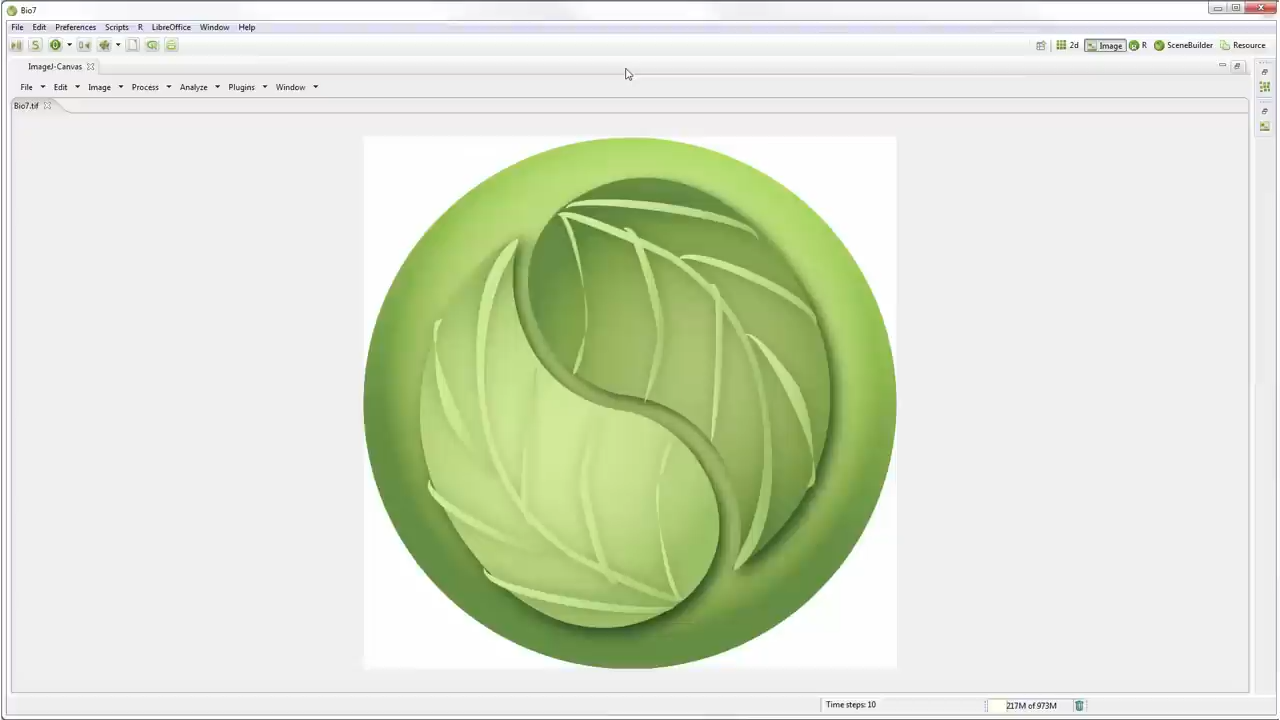 Bio7
File Edit Preferences Scripts R LibreOffice Window Help
S 2d Image R SceneBuilder Resource
ImageJ-Canvas
File Edit Image Process Analyze Plugins Window
Bio7.tif
Time steps: 10 217M of 973M